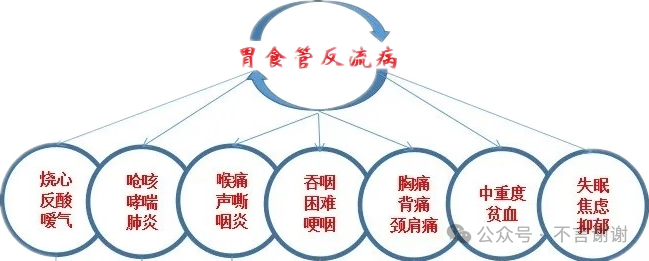 胃食管反流病
烧心
反酸
嗳气
呛咳
哮喘
肺炎
喉痛
声嘶
咽炎
吞咽
困难
哽咽
胸痛
背痛
颈肩痛
中重度
贫血
失眠
焦虑
抑郁
公众号·不言谢谢